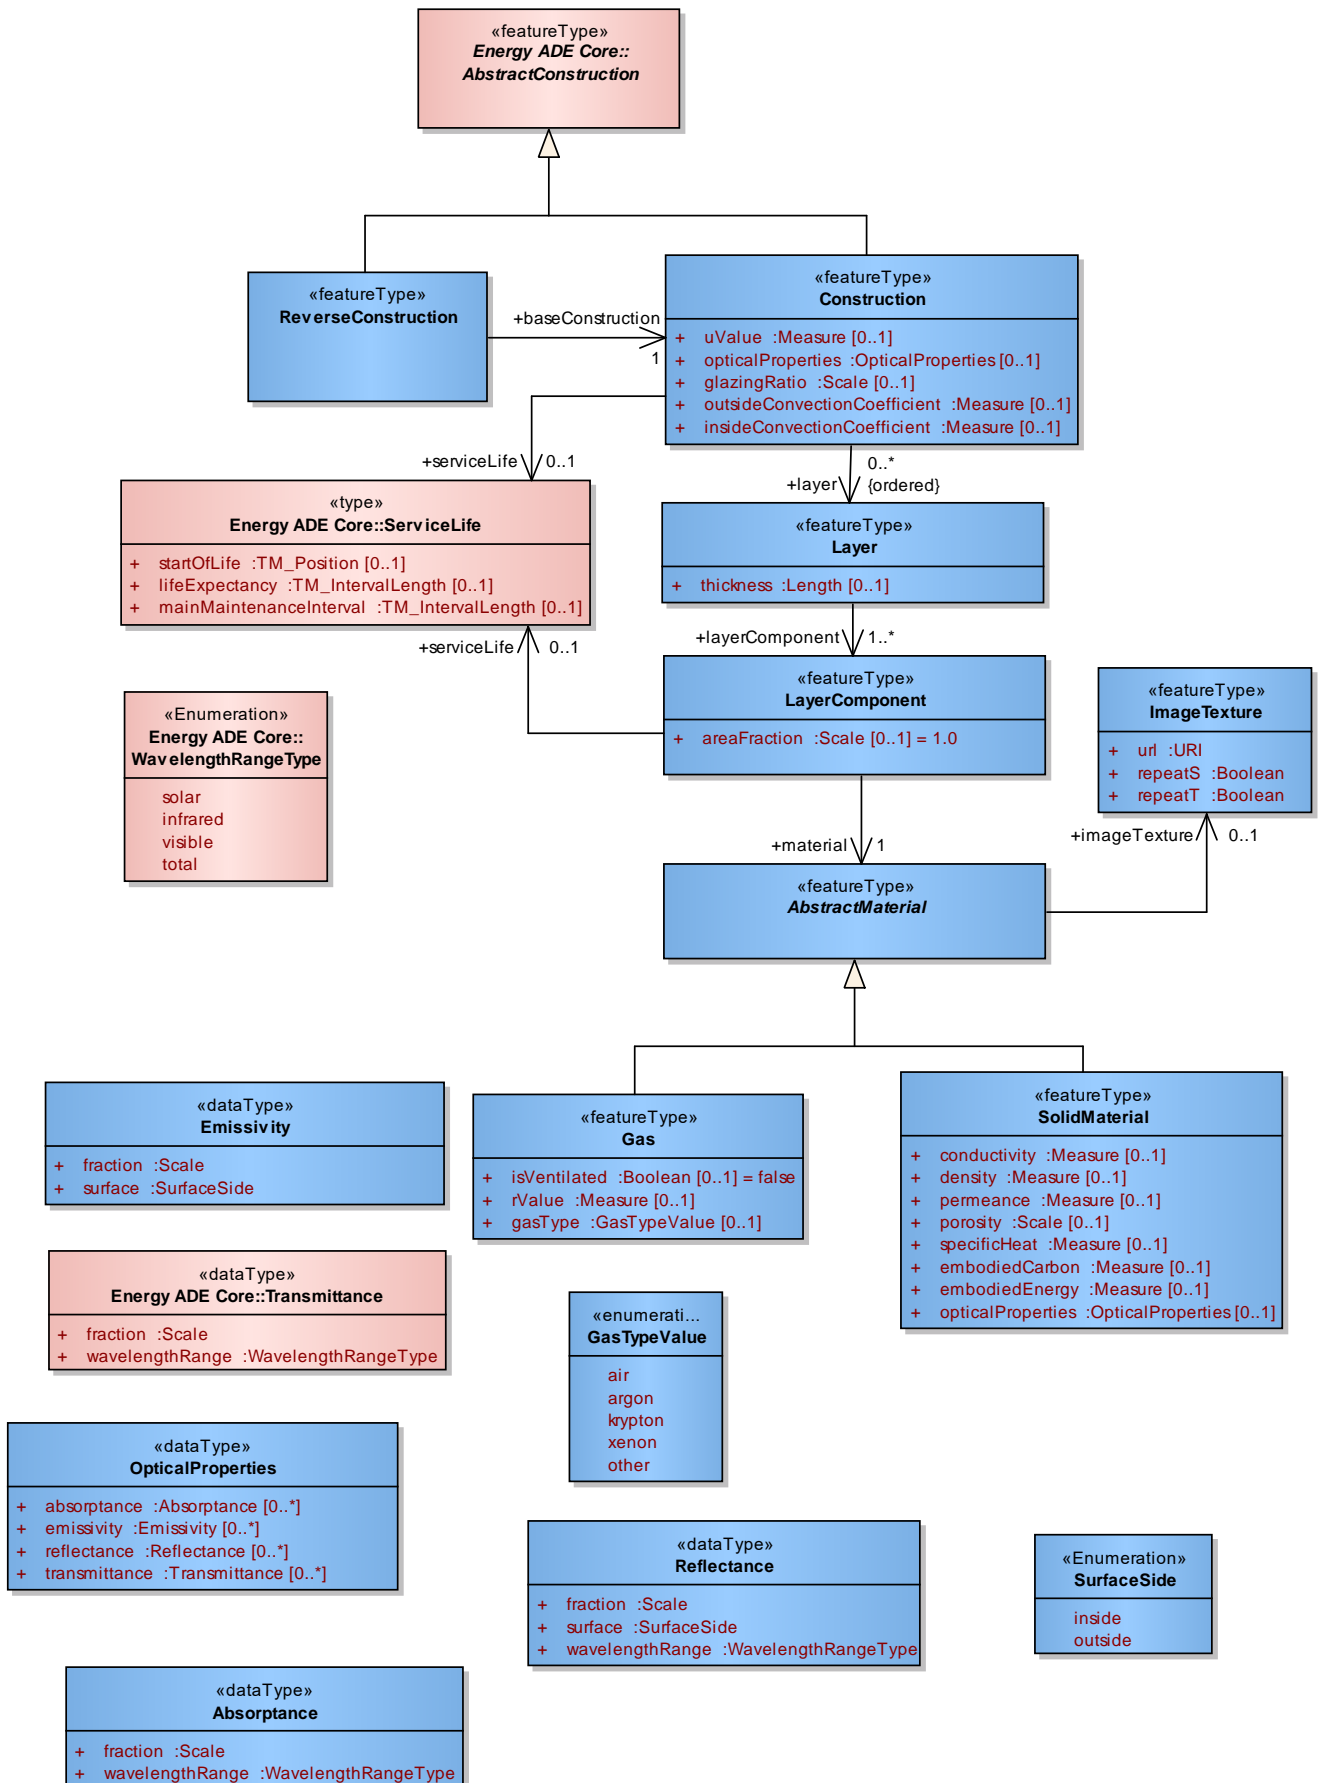 «featureType»
Energy ADE Core::
AbstractConstruction
«featureType»
ReverseConstruction
+baseConstruction
1
«featureType»
Construction
+ uValue :Measure [0..1]
+ opticalProperties :OpticalProperties [0..1]
+ glazingRatio :Scale [0..1]
+ outsideConvectionCoefficient :Measure [0..1]
+ insideConvectionCoefficient :Measure [0..1]
+serviceLife
0..1
+layer
0..*
{ordered}
«type»
Energy ADE Core::ServiceLife
+ startOfLife :TM_Position [0..1]
+ lifeExpectancy :TM_IntervalLength [0..1]
+ mainMaintenanceInterval :TM_IntervalLength [0..1]
«featureType»
Layer
+ thickness :Length [0..1]
+serviceLife
0..1
+layerComponent
1..*
«featureType»
LayerComponent
+ areaFraction :Scale [0..1] = 1.0
«featureType»
ImageTexture
+ url :URI
+ repeatS :Boolean
+ repeatT :Boolean
«Enumeration»
Energy ADE Core::
WavelengthRangeType
solar
infrared
visible
total
+material
1
+imageTexture
0..1
«featureType»
AbstractMaterial
«dataType»
Emissivity
+ fraction :Scale
+ surface :SurfaceSide
«featureType»
Gas
+ isVentilated :Boolean [0..1] = false
+ rValue :Measure [0..1]
+ gasType :GasTypeValue [0..1]
«featureType»
SolidMaterial
+ conductivity :Measure [0..1]
+ density :Measure [0..1]
+ permeance :Measure [0..1]
+ porosity :Scale [0..1]
+ specificHeat :Measure [0..1]
+ embodiedCarbon :Measure [0..1]
+ embodiedEnergy :Measure [0..1]
+ opticalProperties :OpticalProperties [0..1]
«dataType»
Energy ADE Core::Transmittance
+ fraction :Scale
+ wavelengthRange :WavelengthRangeType
«enumerati...
GasTypeValue
air
argon
krypton
xenon
other
«dataType»
OpticalProperties
+ absorptance :Absorptance [0..*]
+ emissivity :Emissivity [0..*]
+ reflectance :Reflectance [0..*]
+ transmittance :Transmittance [0..*]
«dataType»
Reflectance
+ fraction :Scale
+ surface :SurfaceSide
+ wavelengthRange :WavelengthRangeType
«Enumeration»
SurfaceSide
inside
outside
«dataType»
Absorptance
+ fraction :Scale
+ wavelengthRange :WavelengthRangeType